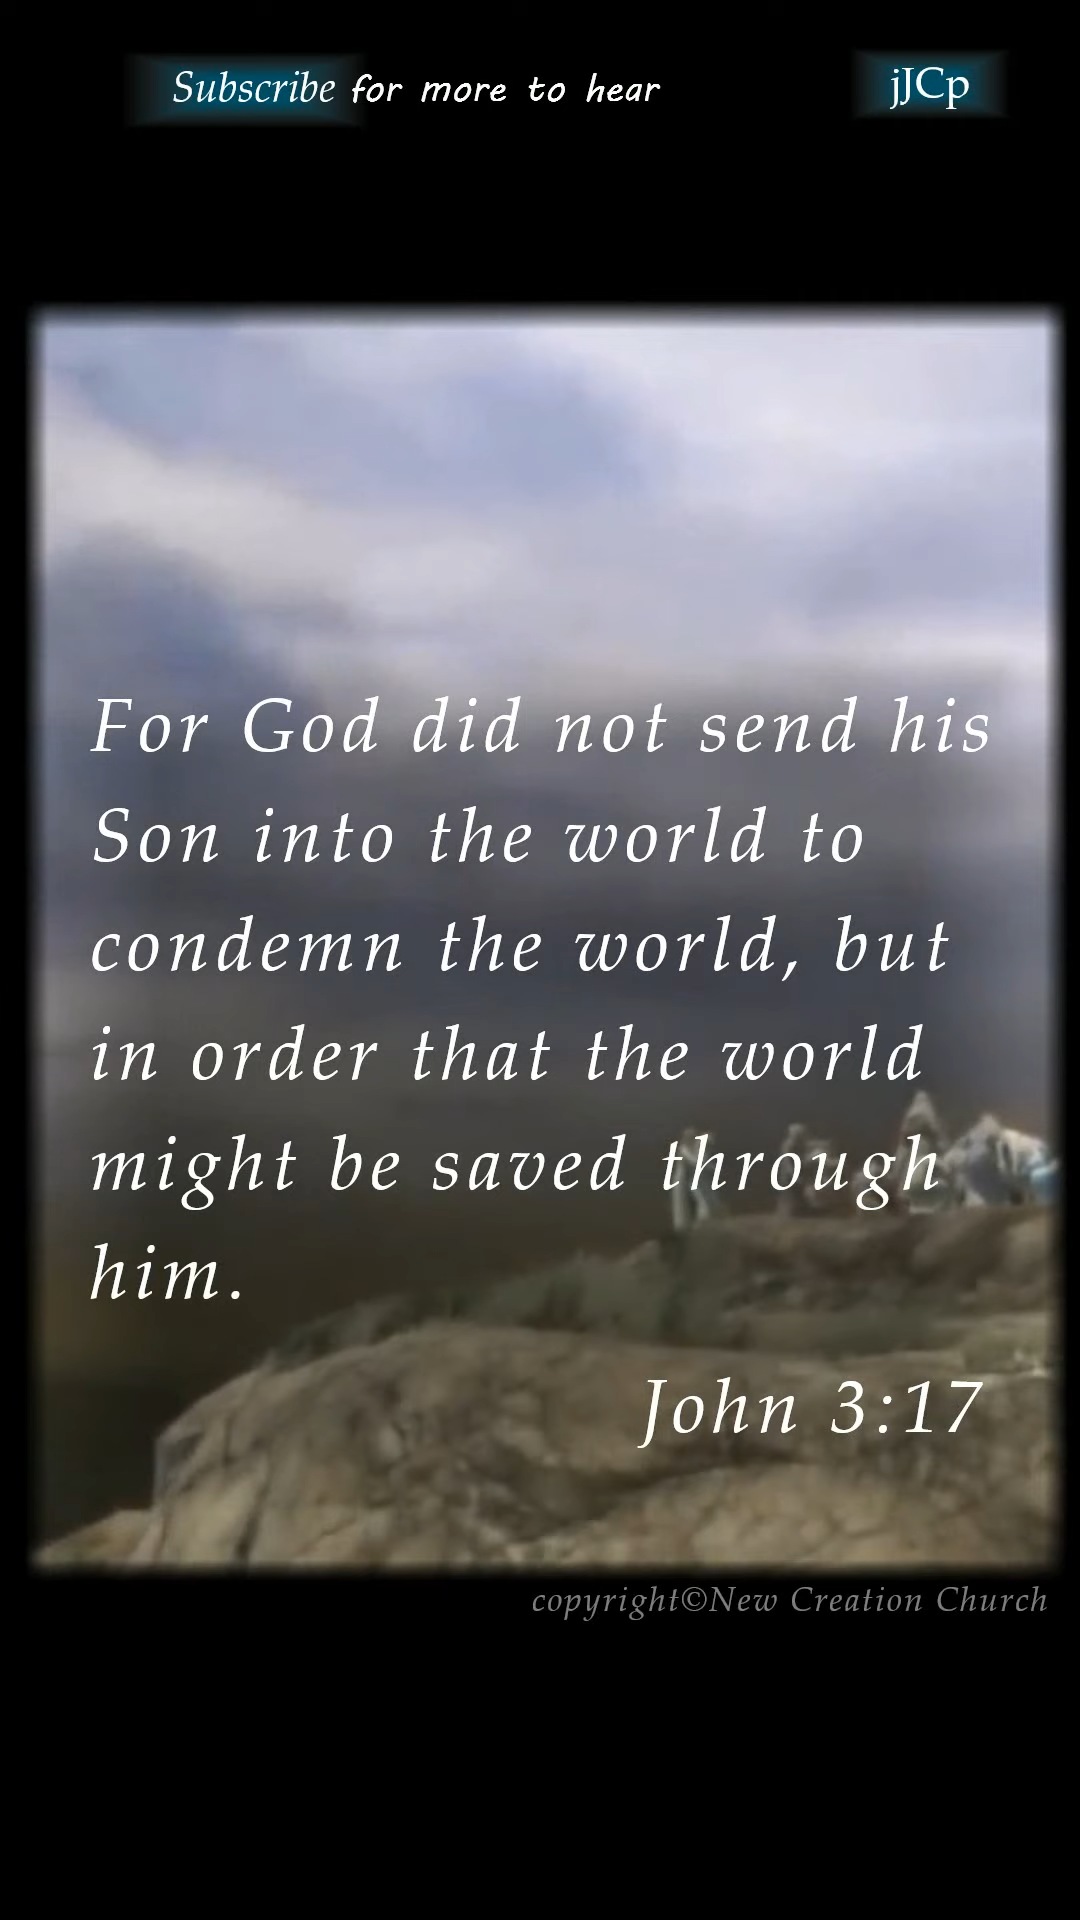 Subscribe for more to hear
jJCp
For God did not send his
Son into the world to
condemn the world, but
in order that the world
might be saved through
him.
John 3:17
copyright©New Creation Church